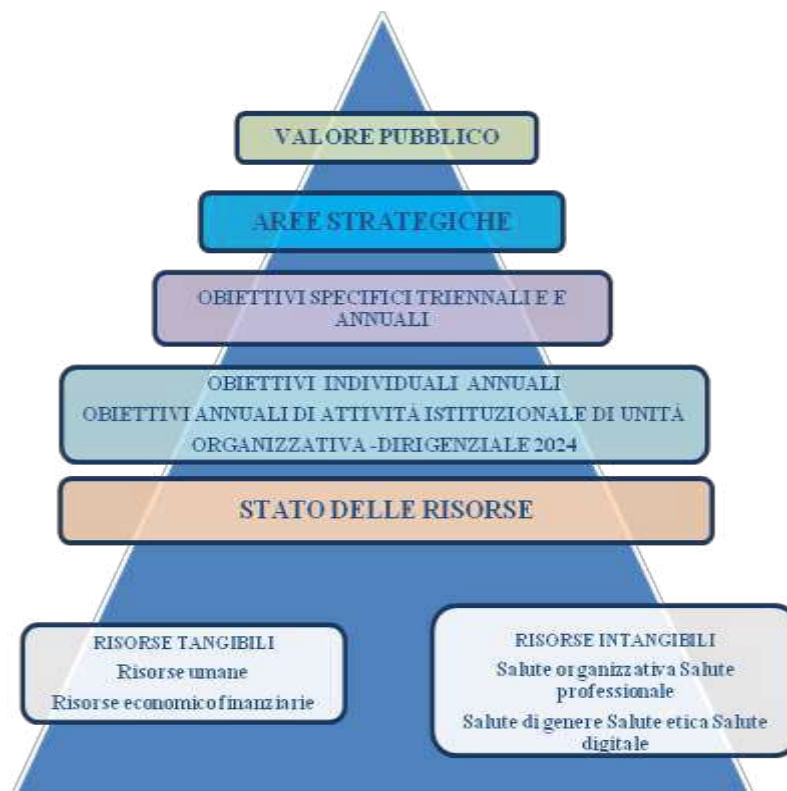 VALORE PUBBLICO
AREE STRATEGICHE
OBIETTIVI SPECIFICI TRIENNALI E E
ANNUALI
OBIETTIVI INDIVIDUALI ANNUALI
OBIETTIVI ANNUALI DI ATTIVITÀ ISTITUZIONALE DI UNITÀ
ORGANIZZATIVA -DIRIGENZIALE 2024
STATO DELLE RISORSE
RISORSE TANGIBILI
Risorse umane
Risorse economico finanziarie
RISORSE INTANGIBILI
Salute organizzativa Salute
professionale
Salute di genere Salute etica Salute
digitale